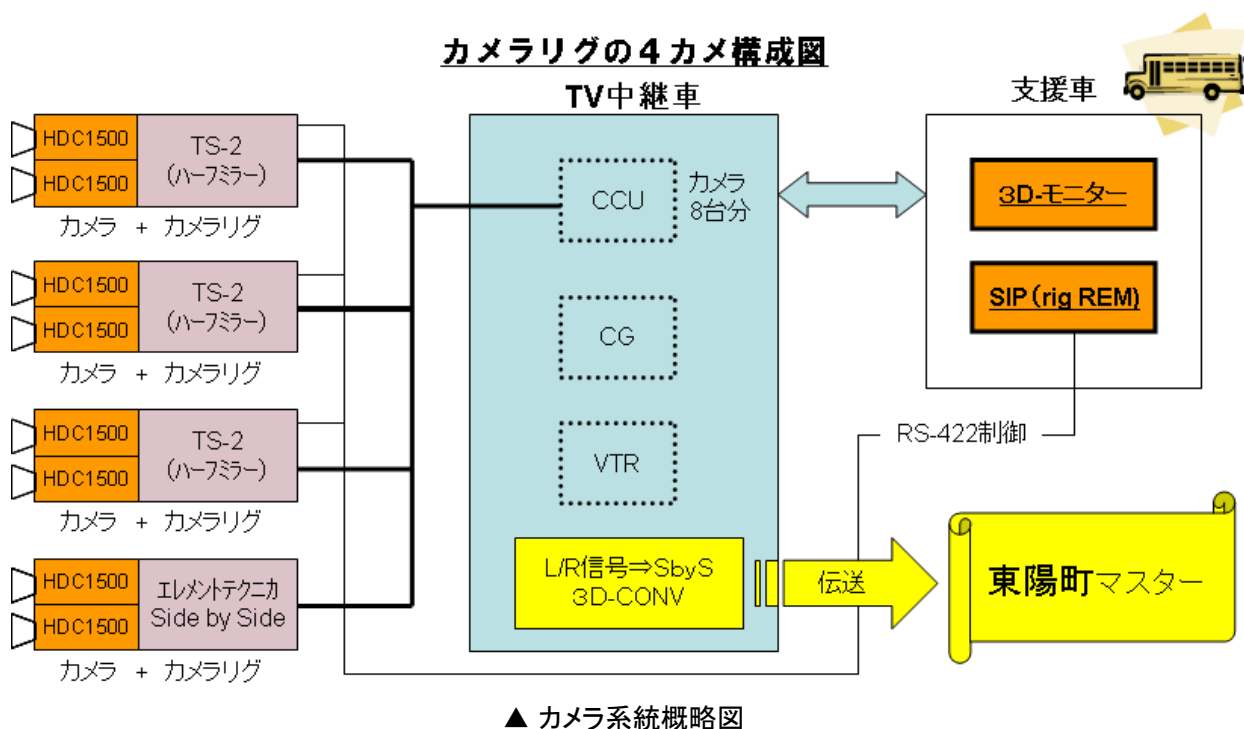 カメラリグの4カメ構成図
TV中継車
支援車
HDC1500
HDC1500
TS-2
(ハーフミラー)
カメラ + カメラリグ
HDC1500
HDC1500
TS-2
(ハーフミラー)
カメラ + カメラリグ
HDC1500
HDC1500
TS-2
(ハーフミラー)
カメラ + カメラリグ
HDC1500
HDC1500
エレメントテクニカ
Side by Side
カメラ + カメラリグ
CCU
カメラ
8台分
CG
VTR
L/R信号⇒SbyS
3D-CONV
3D-モニター
SIP(rig REM)
RS-422制御
伝送
東陽町マスター
▲ カメラ系統概略図